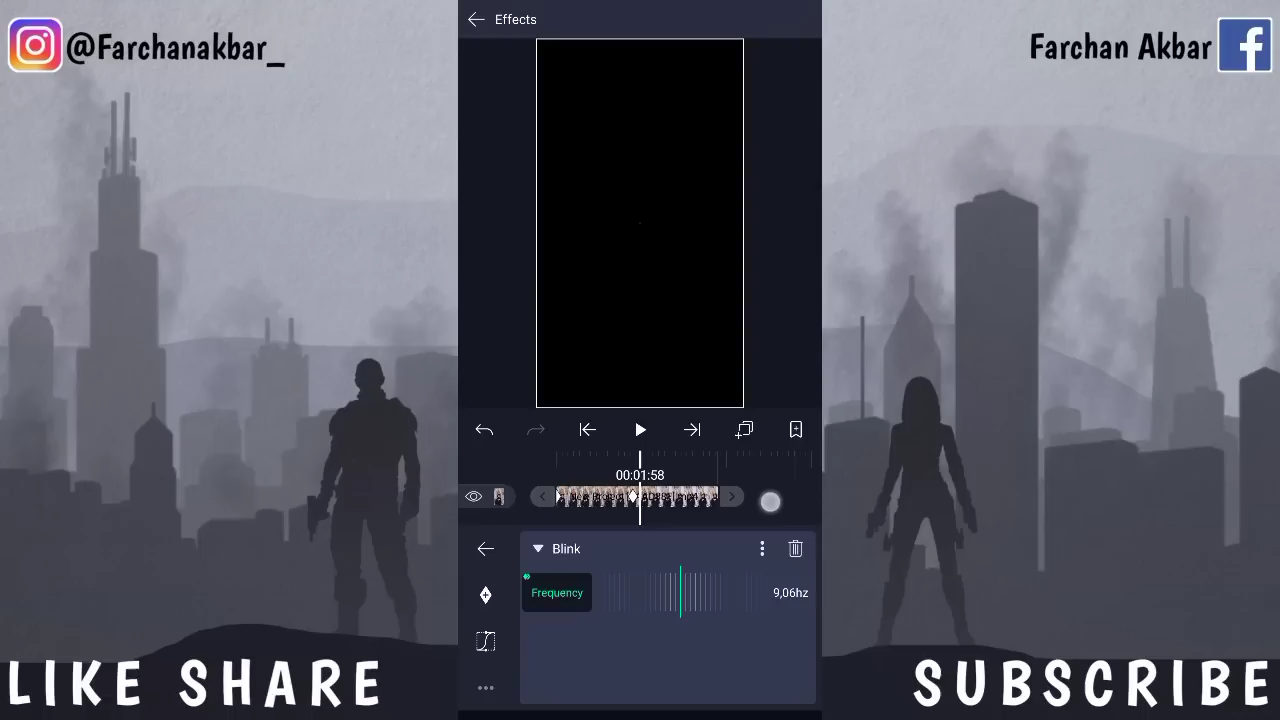 @Farchanakbar_
Effects
Farchan Akbar
00:01:58
Blink
Frequency
9,06hz
LIKE SHARE
SUBSCRIBE